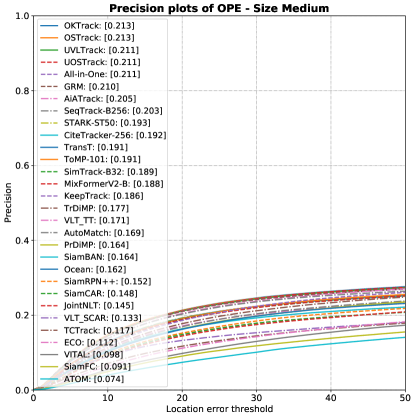 Precision plots of OPE - Size Medium
1.0
0.8
0.6
0.4
0.2
0.0
Precision
OKTrack: [0.213]
OSTrack: [0.213]
UVLTrack: [0.211]
UOSTrack: [0.211]
All-in-One: [0.211]
GRM: [0.210]
AiATrack: [0.205]
SeqTrack-B256: [0.203]
STARK-ST50: [0.193]
CiteTracker-256: [0.192]
TransT: [0.191]
ToMP-101: [0.191]
SimTrack-B32: [0.189]
MixFormerV2-B: [0.188]
KeepTrack: [0.186]
TrDiMP: [0.177]
VLT_TT: [0.171]
AutoMatch: [0.169]
PrDiMP: [0.164]
SiamBAN: [0.164]
Ocean: [0.162]
SiamRPN++: [0.152]
SiamCAR: [0.148]
JointNLT: [0.145]
VLT_SCAR: [0.133]
TCTrack: [0.117]
ECO: [0.112]
VITAL: [0.098]
SiamFC: [0.091]
ATOM: [0.074]
0 10 20 30 40 50
Location error threshold